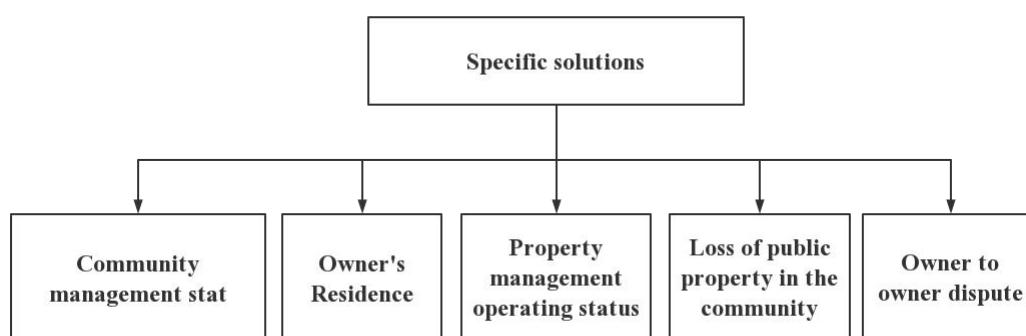 Specific solutions
Community
management stat
Owner's
Residence
Property
management
operating status
Loss of public
property in the
community
Owner to
owner dispute